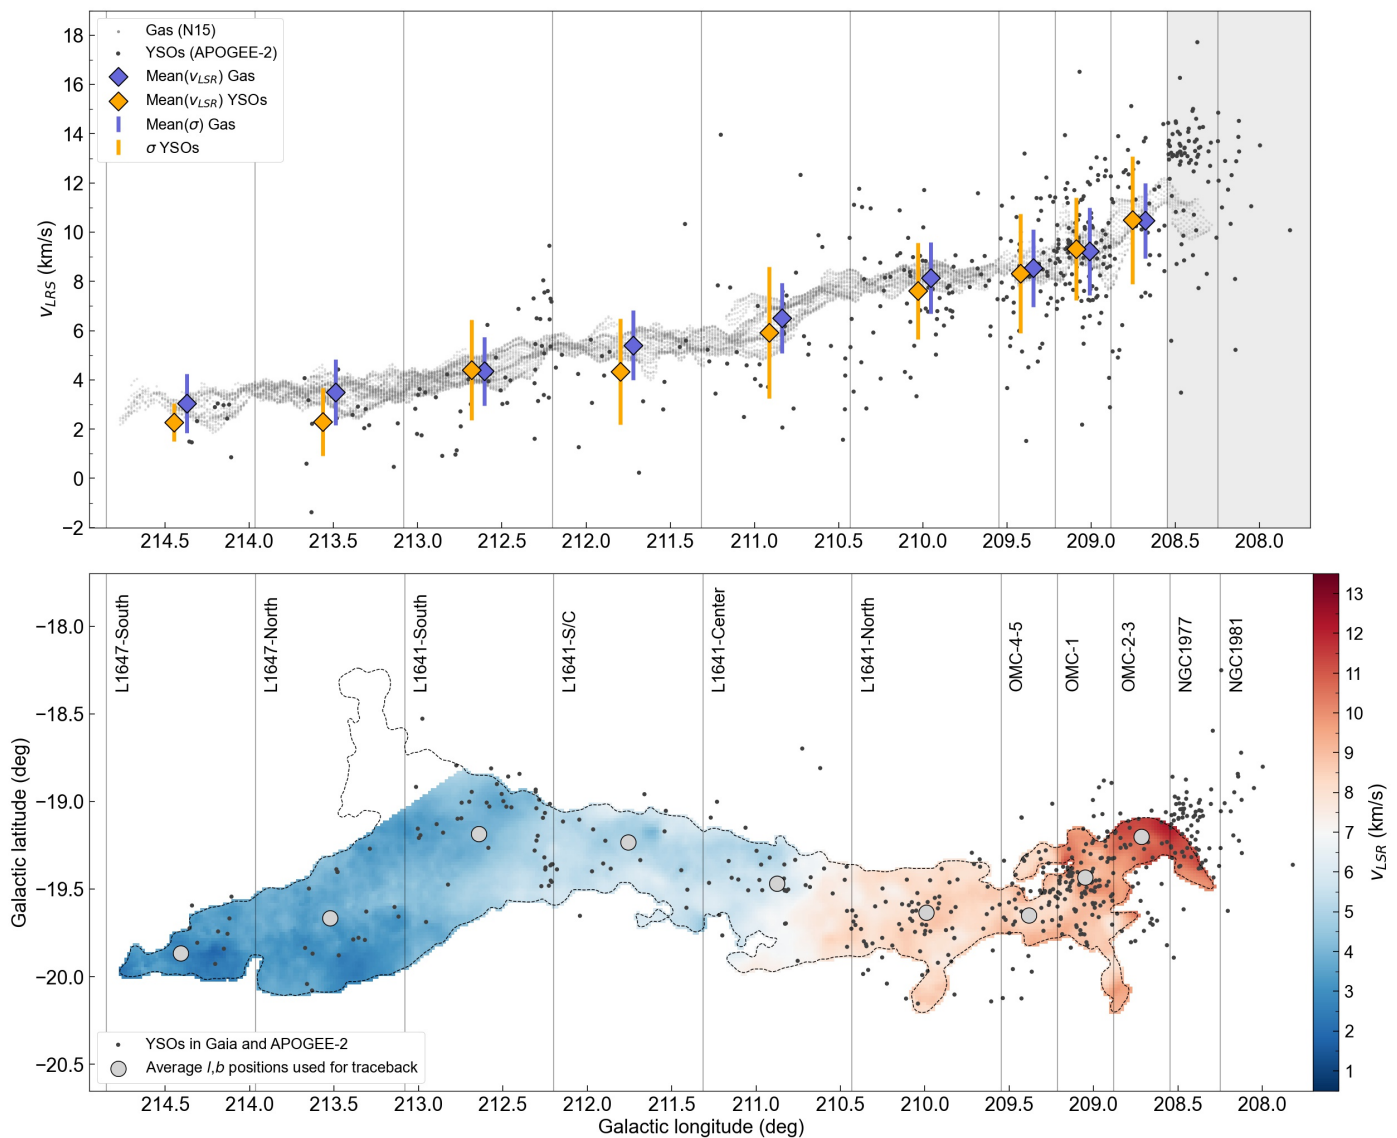 18
16
14
12
10
8
6
4
2
0
−2
v_LRS (km/s)
Gas (N15)
YSOs (APOGEE-2)
Mean(v_LSR) Gas
Mean(v_LSR) YSOs
Mean(σ) Gas
σ YSOs
214.5 214.0 213.5 213.0 212.5 212.0 211.5 211.0 210.5 210.0 209.5 209.0 208.5 208.0
L1647-South
L1647-North
L1641-South
L1641-S/C
L1641-Center
L1641-North
OMC-4-5
OMC-1
OMC-2-3
NGC1977
NGC1981
−18.0
−18.5
−19.0
−19.5
−20.0
−20.5
Galactic latitude (deg)
YSOs in Gaia and APOGEE-2
Average l,b positions used for traceback
214.5 214.0 213.5 213.0 212.5 212.0 211.5 211.0 210.5 210.0 209.5 209.0 208.5 208.0
Galactic longitude (deg)
13
12
11
10
9
8
7
6
5
4
3
2
1
v_LSR (km/s)